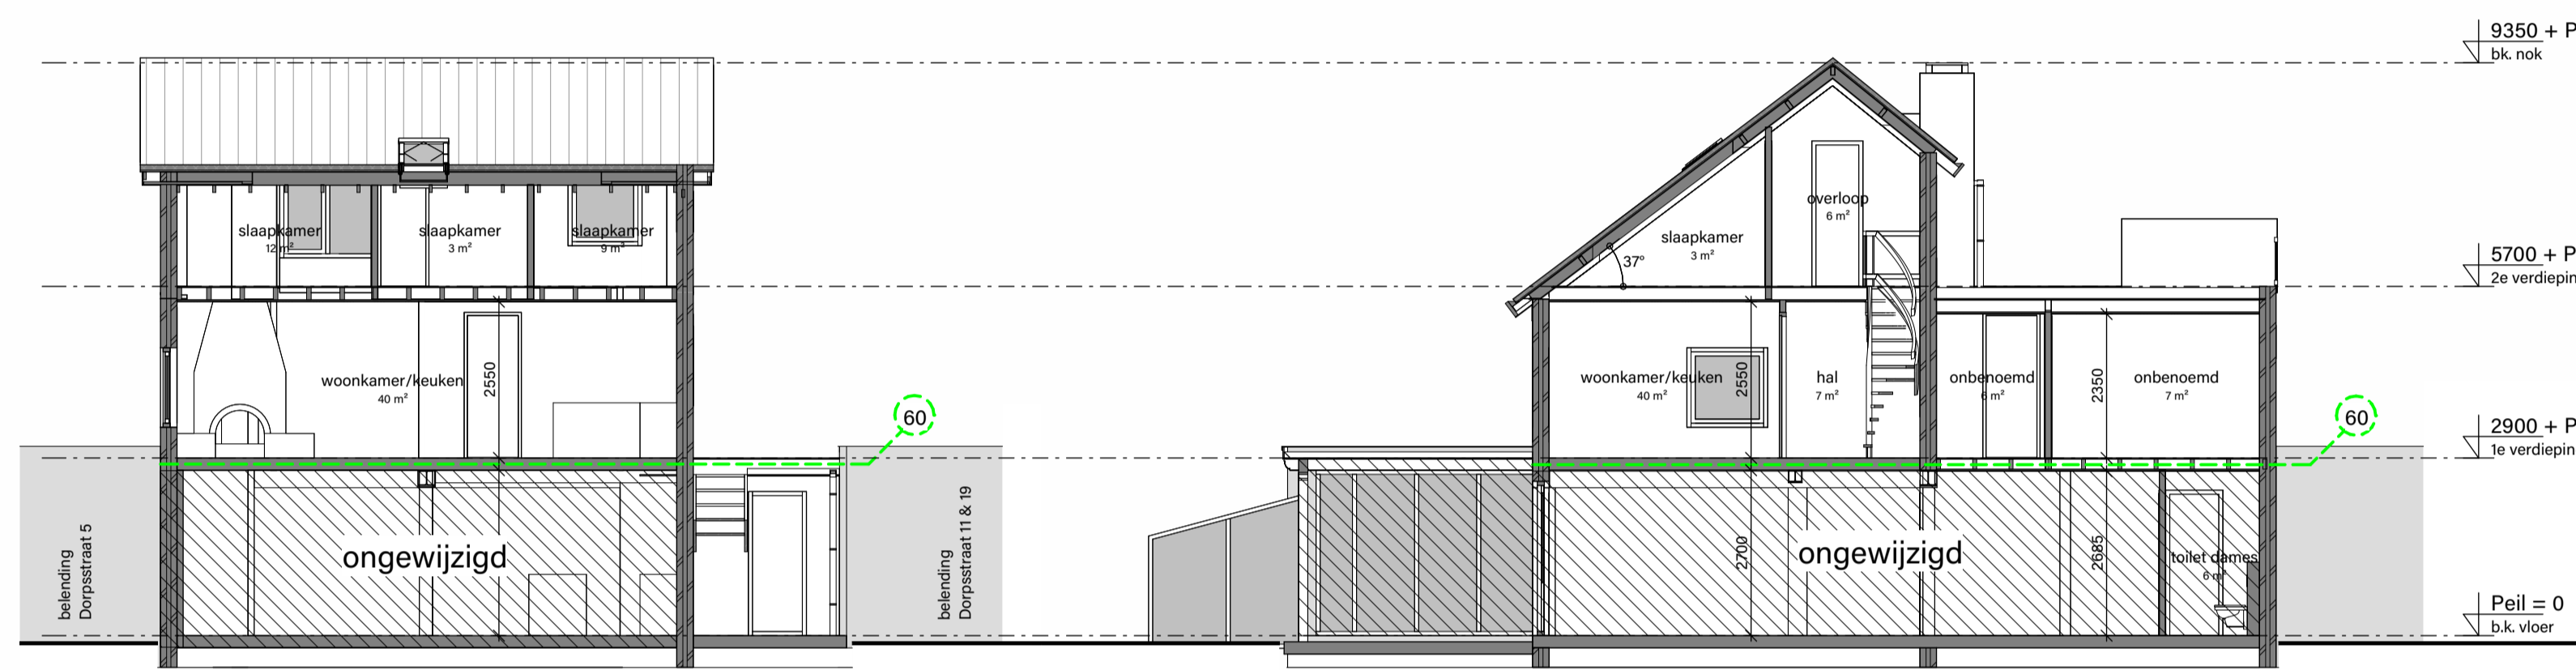 9350 + P
bk. nok
slaapkamer
12 m²
slaapkamer
3 m²
slaapkamer
9 m²
overloop
6 m²
slaapkamer
3 m²
37°
5700 + P
2e verdiepin
woonkamer/keuken
40 m²
2550
woonkamer/keuken
40 m²
2550
hal
7 m²
onbenoemd
6 m²
2350
onbenoemd
7 m²
60
60
2900 + P
1e verdiepin
belending
Dorpsstraat 5
ongewijzigd
belending
Dorpsstraat 11 & 19
2700
ongewijzigd
2685
toilet dames
6 m²
Peil = 0
b.k. vloer